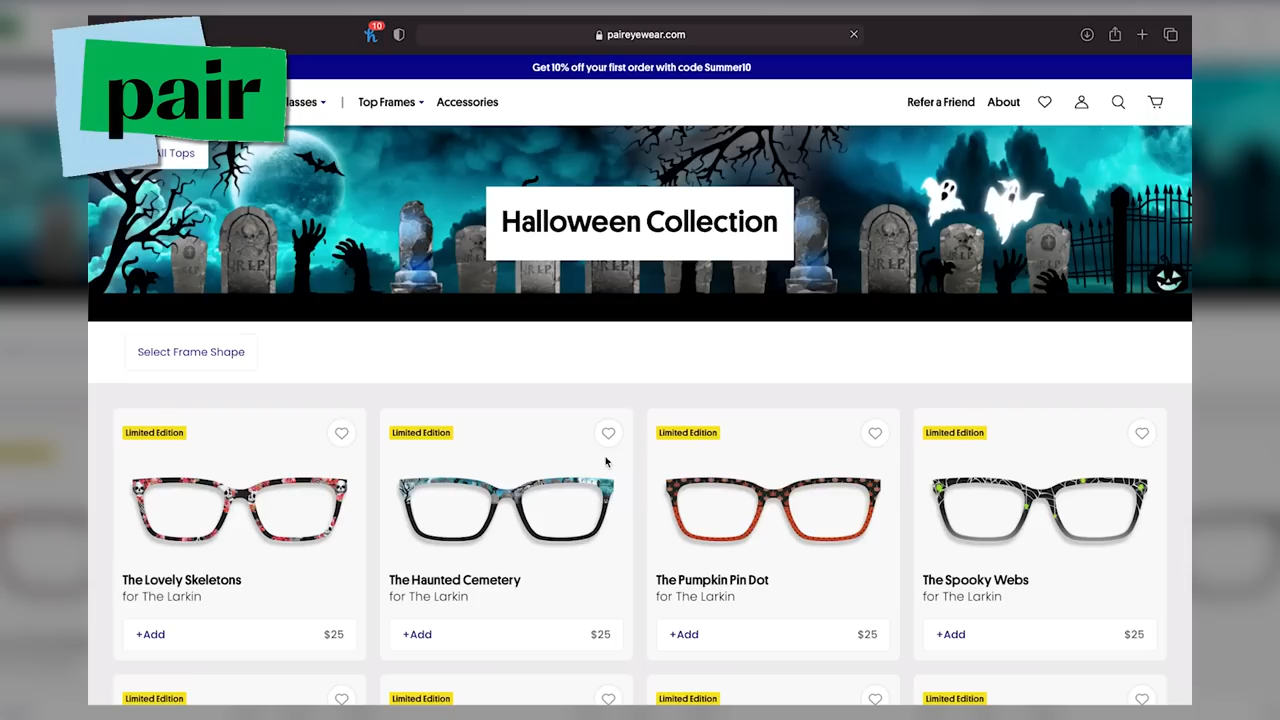 10
paireyewear.com
pair
Get 10% off your first order with code Summer10
lasses | Top Frames Accessories
Refer a Friend About
All Tops
Halloween Collection
R.I.P
R.I.P
R.I.P
R.I.P
Select Frame Shape
Limited Edition
Limited Edition
Limited Edition
Limited Edition
The Lovely Skeletons
for The Larkin
+Add $25
The Haunted Cemetery
for The Larkin
+Add $25
The Pumpkin Pin Dot
for The Larkin
+Add $25
The Spooky Webs
for The Larkin
+Add $25
Limited Edition
Limited Edition
Limited Edition
Limited Edition